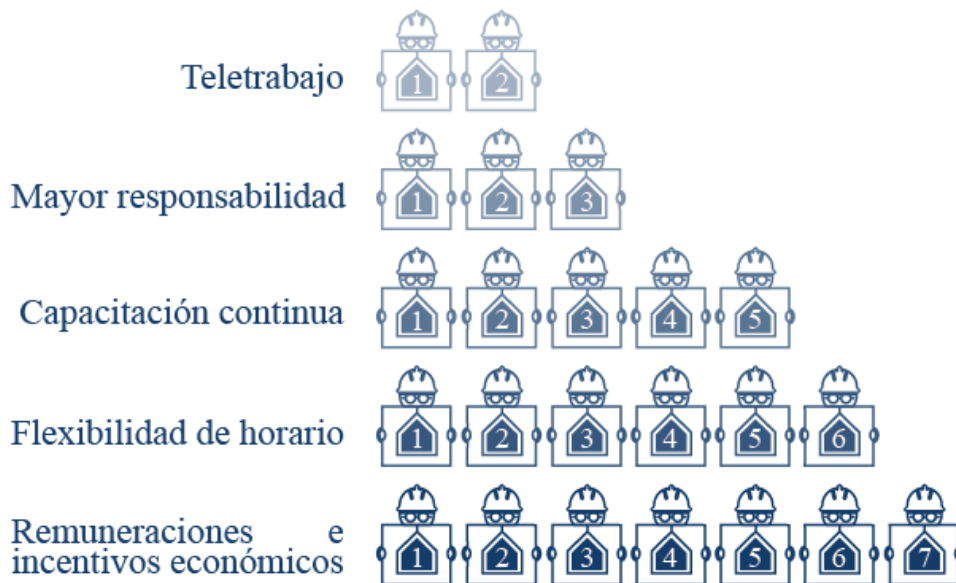 Teletrabajo
1 2
Mayor responsabilidad
1 2 3
Capacitación continua
1 2 3 4 5
Flexibilidad de horario
1 2 3 4 5 6
Remuneraciones e
incentivos económicos
1 2 3 4 5 6 7